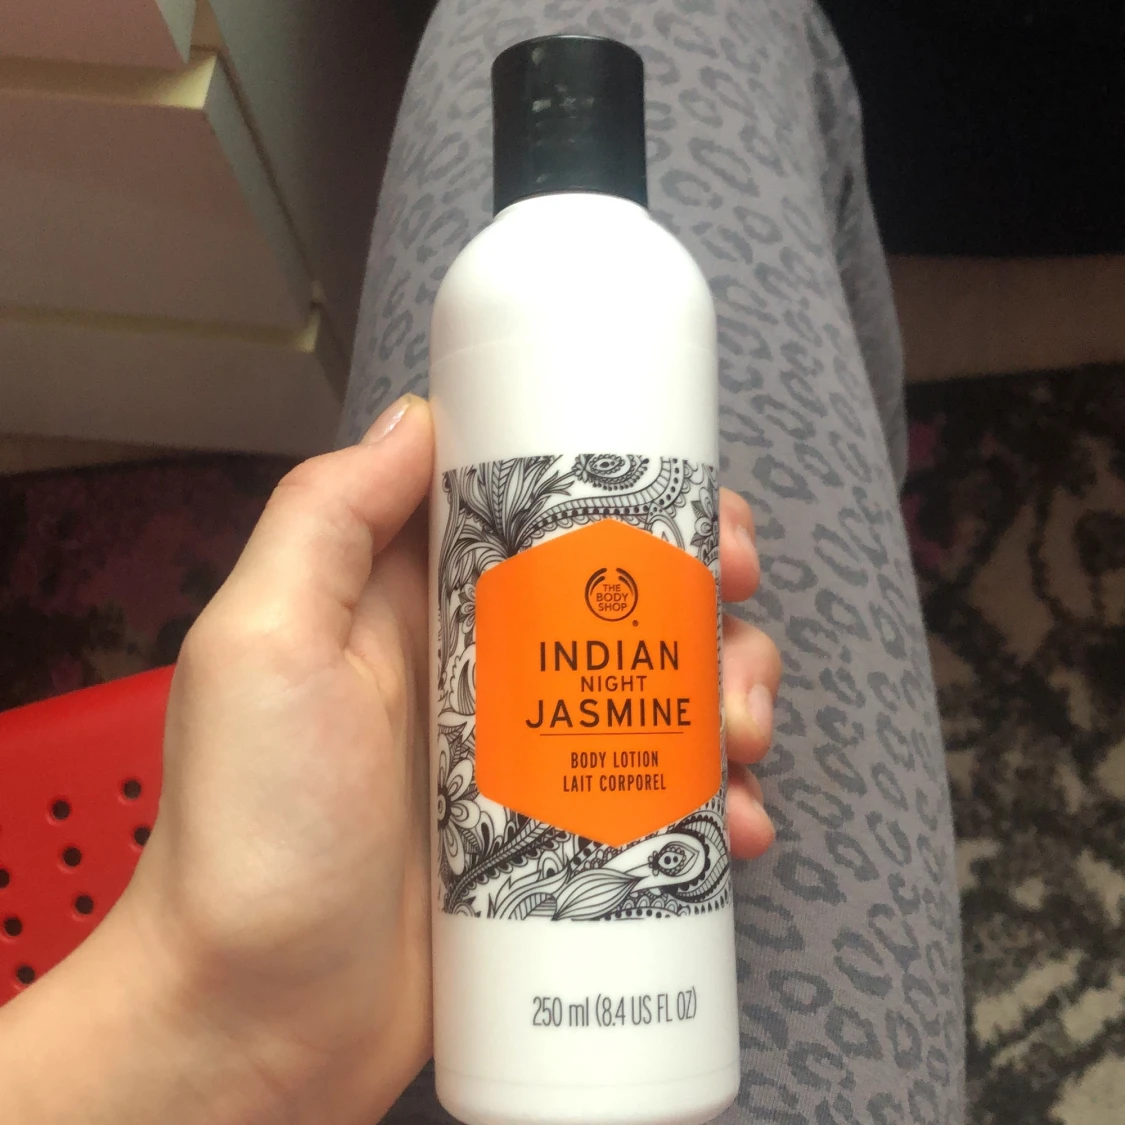 THE
BODY
SHOP
®
INDIAN
NIGHT
JASMINE
BODY LOTION
LAIT CORPOREL
250 ml (8.4 US FL OZ)